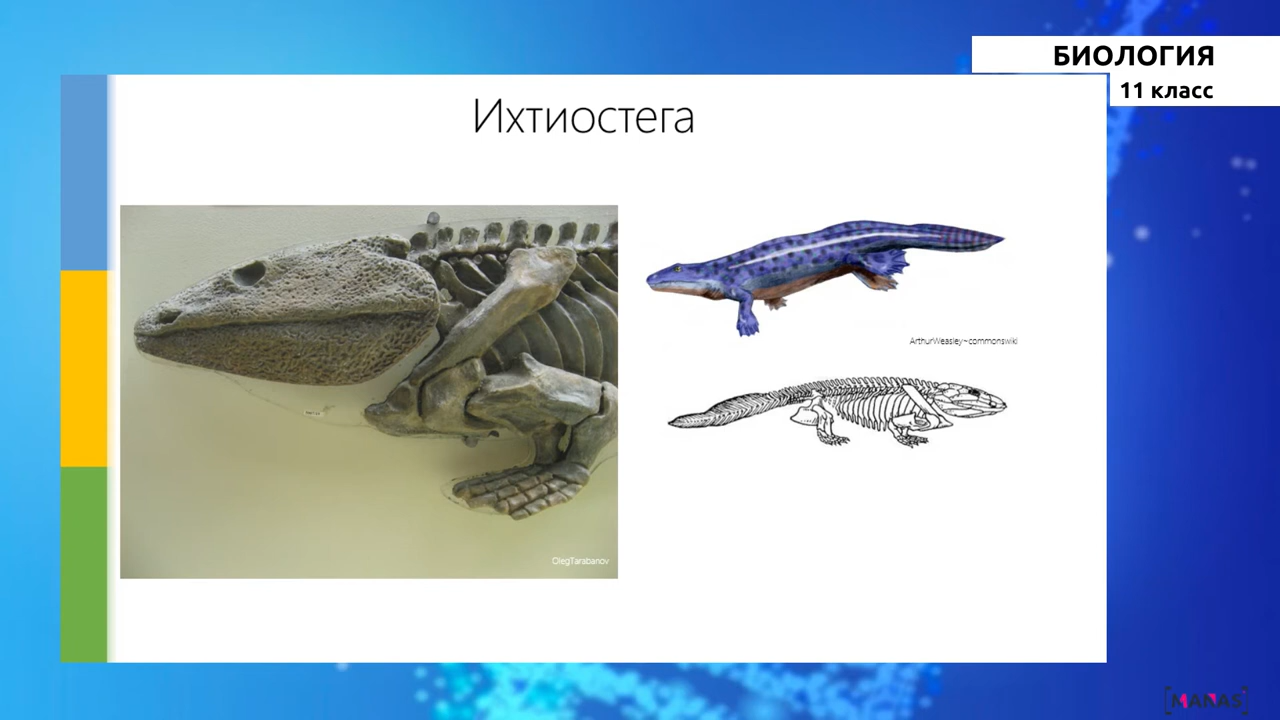 БИОЛОГИЯ
11 класс
Ихтиостега
ArthurWeasley~commonswiki
OlegTarabanov
MANAS